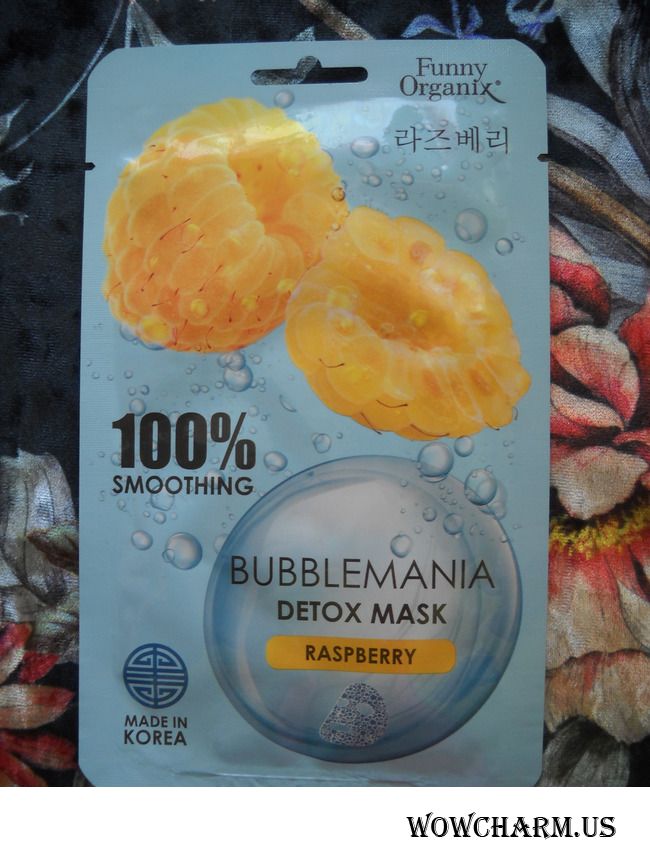 Funny
Organix®
라즈베리
100%
SMOOTHING
BUBBLEMANIA
DETOX MASK
RASPBERRY
MADE IN
KOREA
WOWCHARM.US